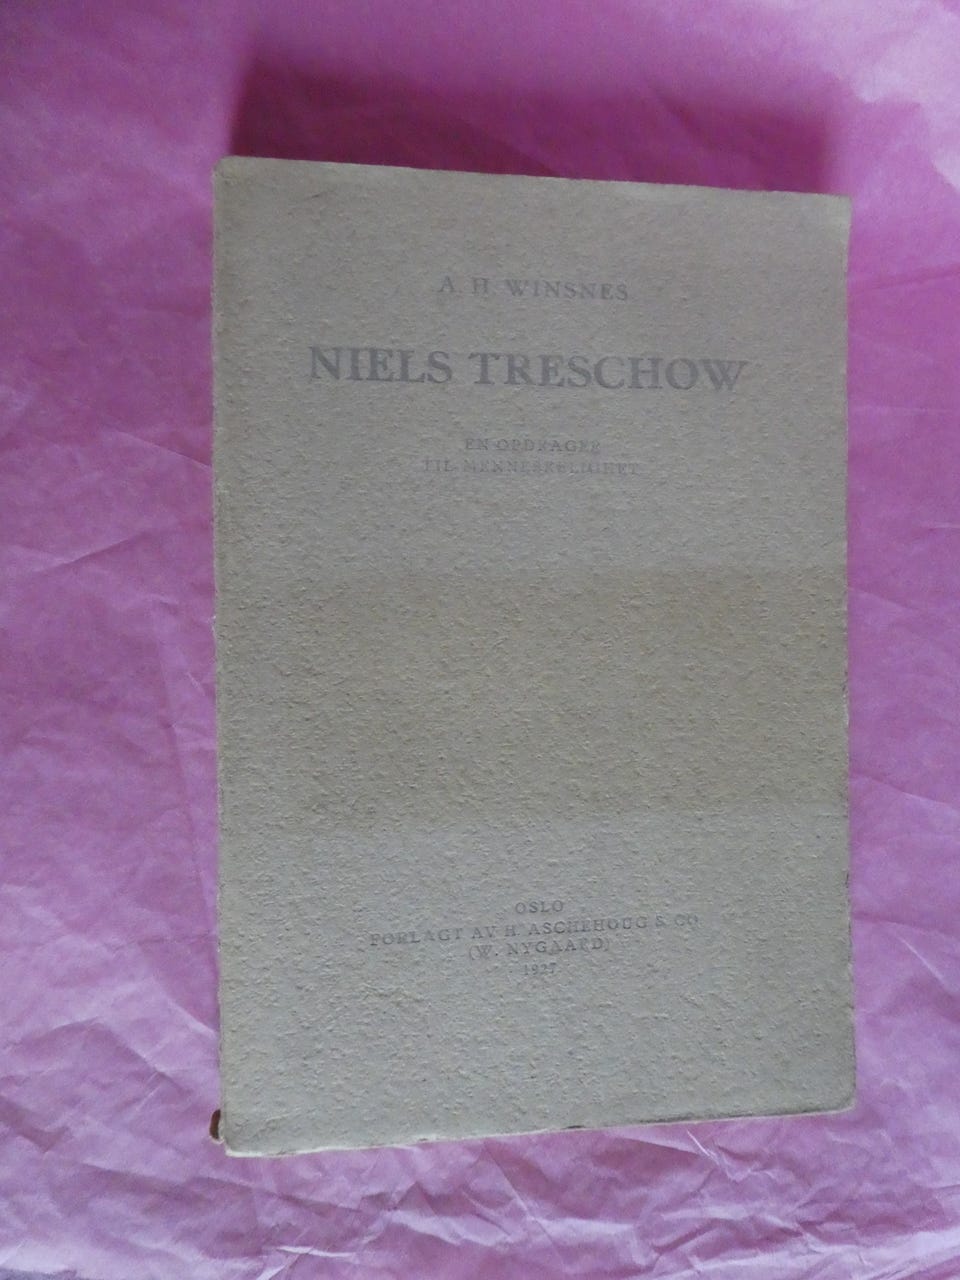 A. H. WINSNES
NIELS TRESCHOW
EN OPDRAGER
TIL MENNESKELIGHET
OSLO
FORLAGT AV H. ASCHEHOUG & CO
(W. NYGAARD)
1927